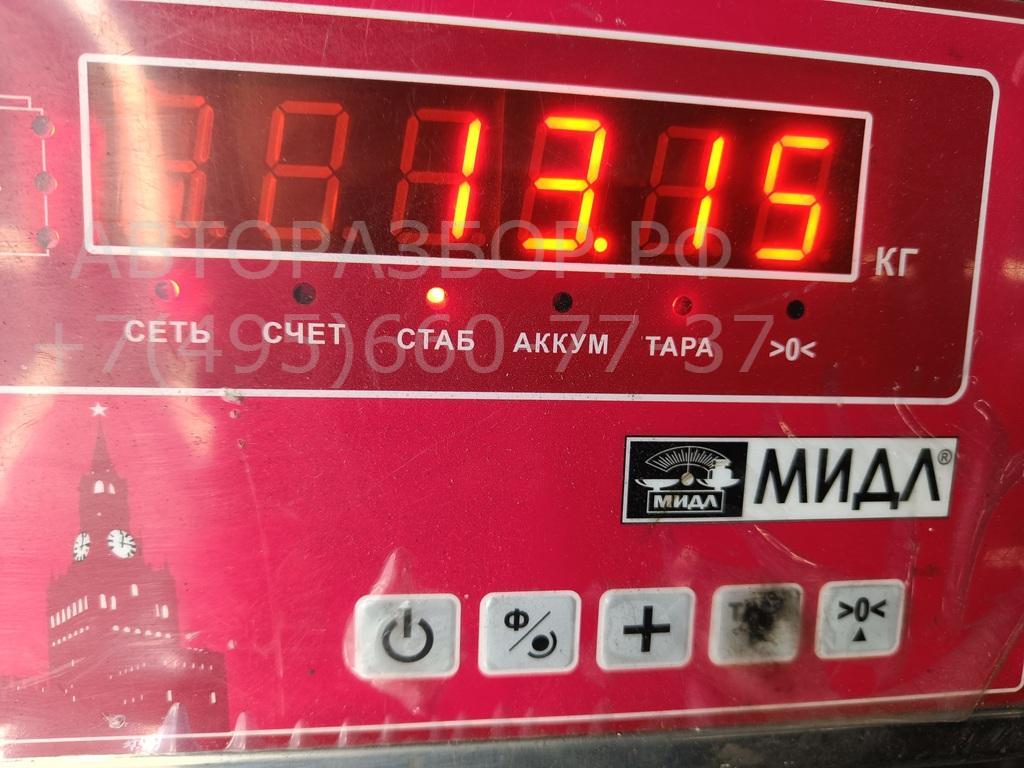 13.15
КГ
АВТОРАЗБОР.РФ
СЕТЬ СЧЕТ СТАБ АККУМ ТАРА >0<
+7(495)660-77-37
МИДЛ
МИДЛ®
Ф
>0<